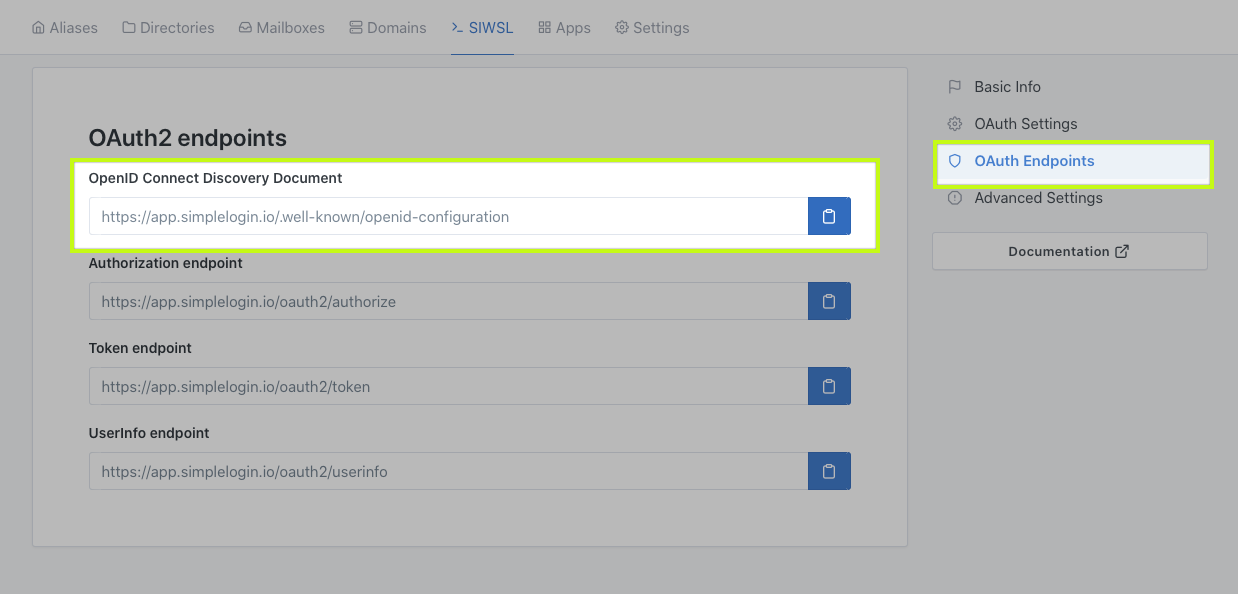 Aliases Directories Mailboxes Domains SIWSL Apps Settings
OAuth2 endpoints
OpenID Connect Discovery Document
https://app.simplelogin.io/.well-known/openid-configuration
Authorization endpoint
https://app.simplelogin.io/oauth2/authorize
Token endpoint
https://app.simplelogin.io/oauth2/token
UserInfo endpoint
https://app.simplelogin.io/oauth2/userinfo
Basic Info
OAuth Settings
OAuth Endpoints
Advanced Settings
Documentation